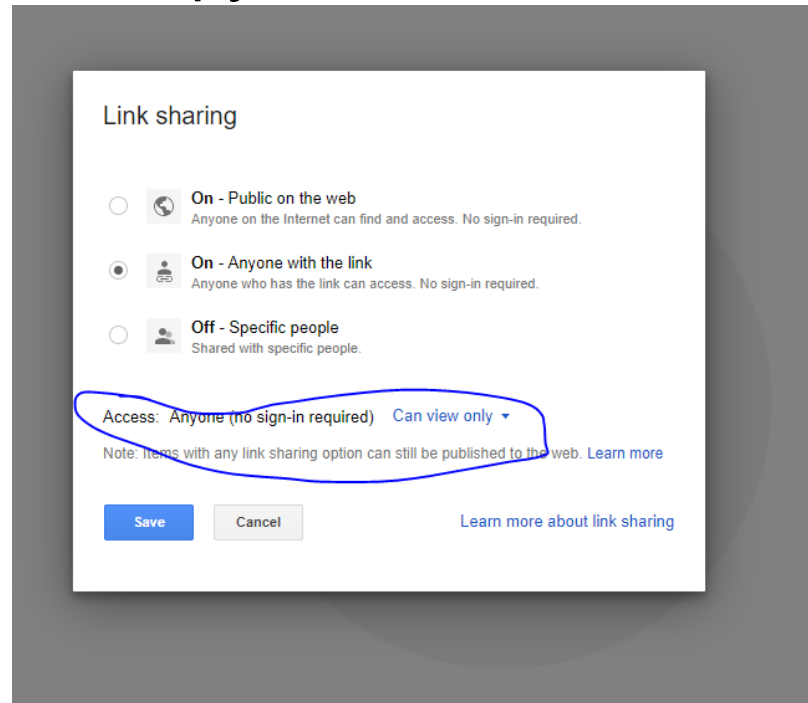 Link sharing
On - Public on the web
Anyone on the Internet can find and access. No sign-in required.
On - Anyone with the link
Anyone who has the link can access. No sign-in required.
Off - Specific people
Shared with specific people.
Access: Anyone (no sign-in required) Can view only
Note: Items with any link sharing option can still be published to the web. Learn more
Save Cancel Learn more about link sharing